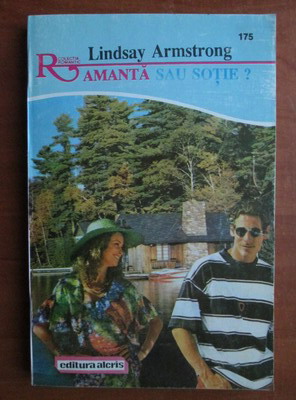 175
Lindsay Armstrong
R COLECȚIA ROMANTIC
AMANTĂ SAU SOȚIE ?
editura alcris